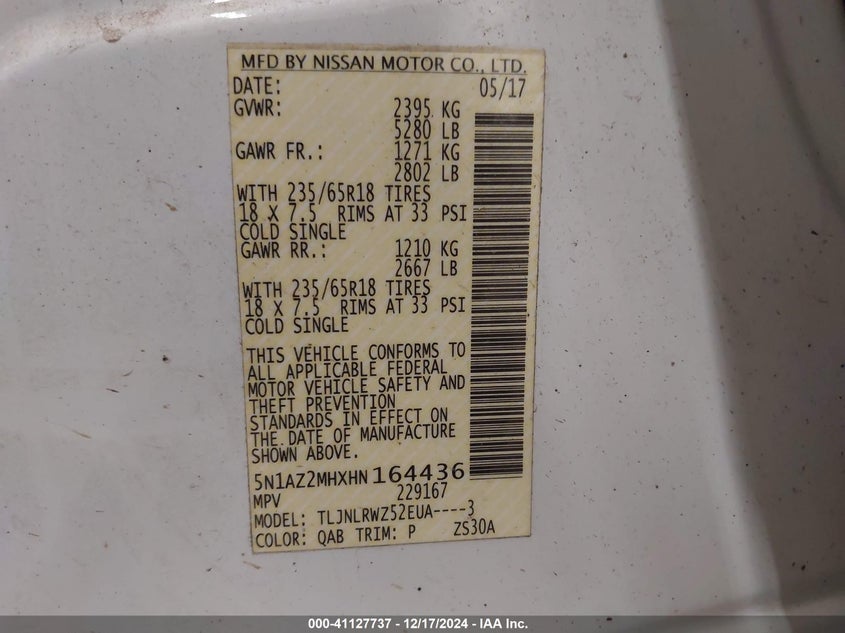 MFD BY NISSAN MOTOR CO., LTD.
DATE: 05/17
GVWR: 2395 KG
5280 LB
GAWR FR.: 1271 KG
2802 LB
WITH 235/65R18 TIRES
18 X 7.5 RIMS AT 33 PSI
COLD SINGLE
GAWR RR.: 1210 KG
2667 LB
WITH 235/65R18 TIRES
18 X 7.5 RIMS AT 33 PSI
COLD SINGLE
THIS VEHICLE CONFORMS TO
ALL APPLICABLE FEDERAL
MOTOR VEHICLE SAFETY AND
THEFT PREVENTION
STANDARDS IN EFFECT ON
THE DATE OF MANUFACTURE
SHOWN ABOVE.
5N1AZ2MHXHN164436
MPV 229167
MODEL: TLJNLRWZ52EUA----3
COLOR: QAB TRIM: P ZS30A
000-41127737 - 12/17/2024 - IAA Inc.